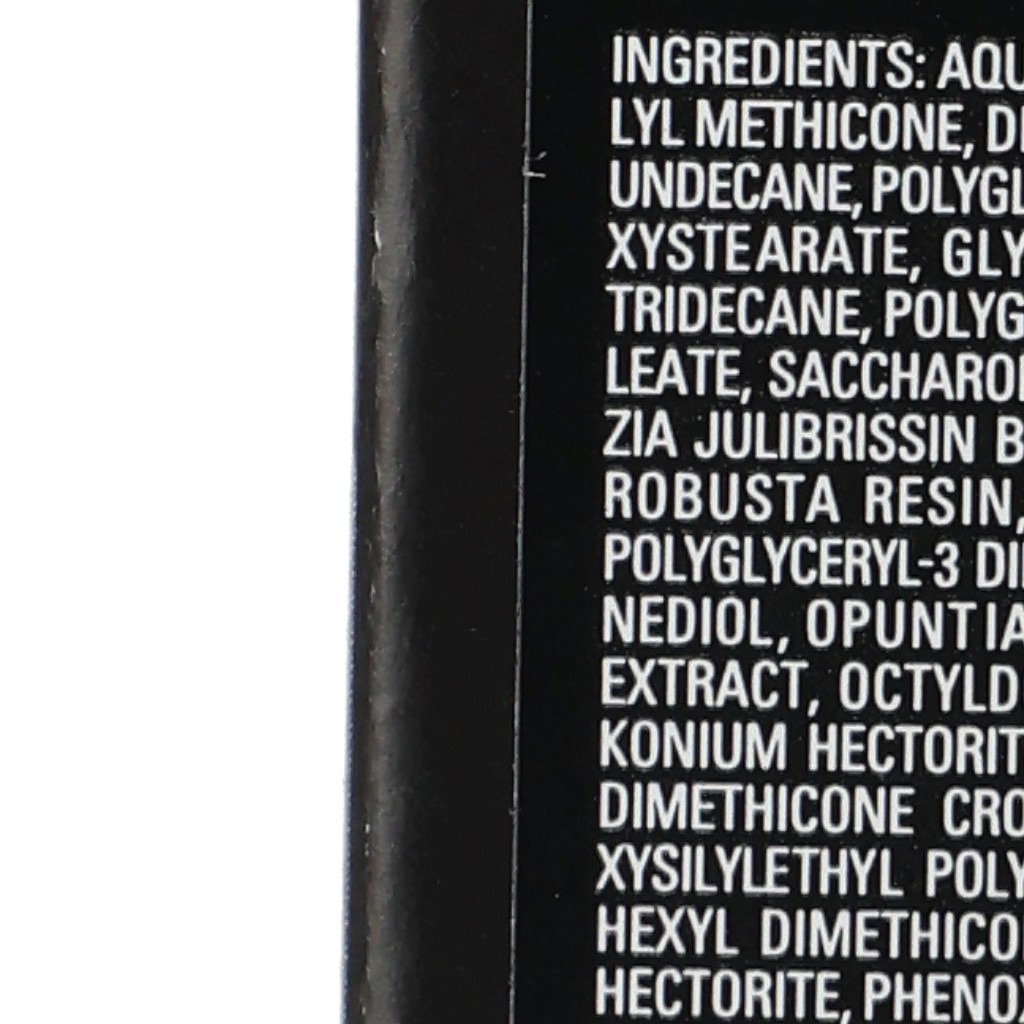 INGREDIENTS: AQU
LYL METHICONE, DI
UNDECANE, POLYGL
XYSTEARATE, GLY
TRIDECANE, POLYG
LEATE, SACCHARO
ZIA JULIBRISSIN B
ROBUSTA RESIN,
POLYGLYCERYL-3 DI
NEDIOL, OPUNTIA
EXTRACT, OCTYLD
KONIUM HECTORIT
DIMETHICONE CRO
XYSILYLETHYL POLY
HEXYL DIMETHICO
HECTORITE, PHENOX